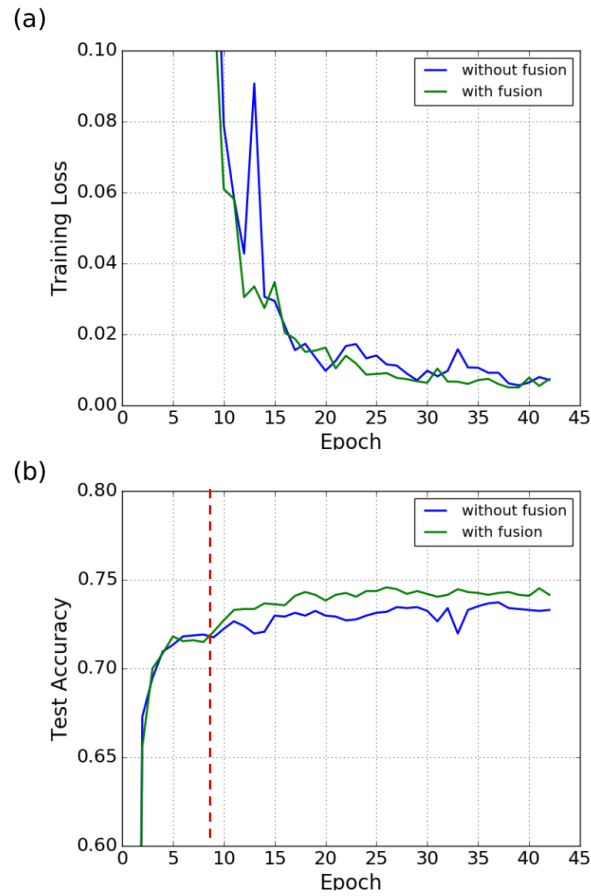 (a)
0.10
0.08
0.06
0.04
0.02
0.00
Training Loss
without fusion
with fusion
0 5 10 15 20 25 30 35 40 45
Epoch
(b)
0.80
0.75
0.70
0.65
0.60
Test Accuracy
without fusion
with fusion
0 5 10 15 20 25 30 35 40 45
Epoch